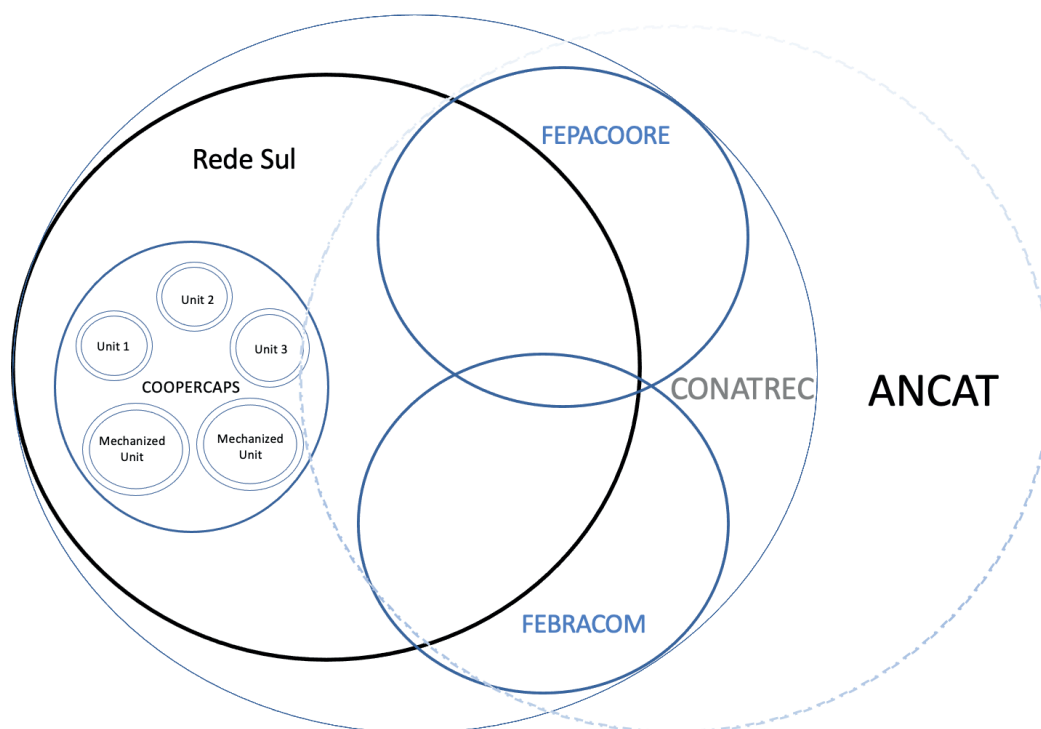 FEPACOORE
Rede Sul
Unit 2
Unit 1
Unit 3
COOPERCAPS
CONATREC
ANCAT
Mechanized
Unit
Mechanized
Unit
FEBRACOM